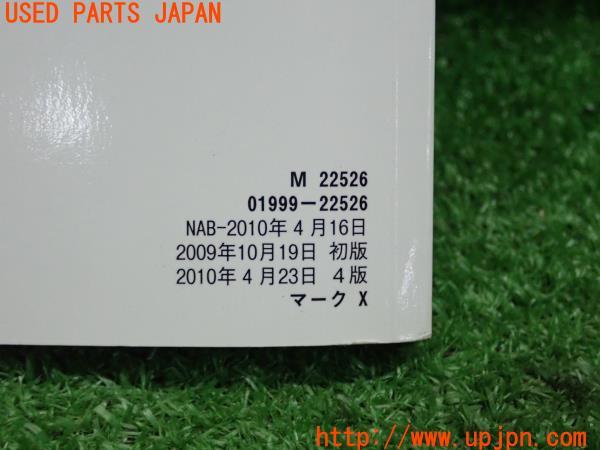 USED PARTS JAPAN
M 22526
01999-22526
NAB-2010年4月16日
2009年10月19日 初版
2010年4月23日 4版
マークX
http://www.upjpn.com